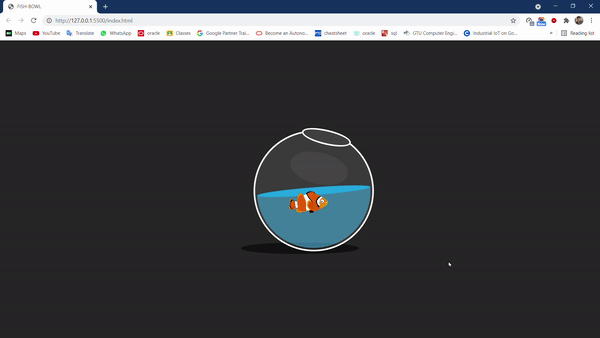 FISH BOWL
http://127.0.0.1:5500/index.html
Maps YouTube Translate WhatsApp oracle Classes Google Partner Trai... Become an Autono... cheatsheet oracle sql GTU Computer Engi... Industrial IoT on Go... » Reading list